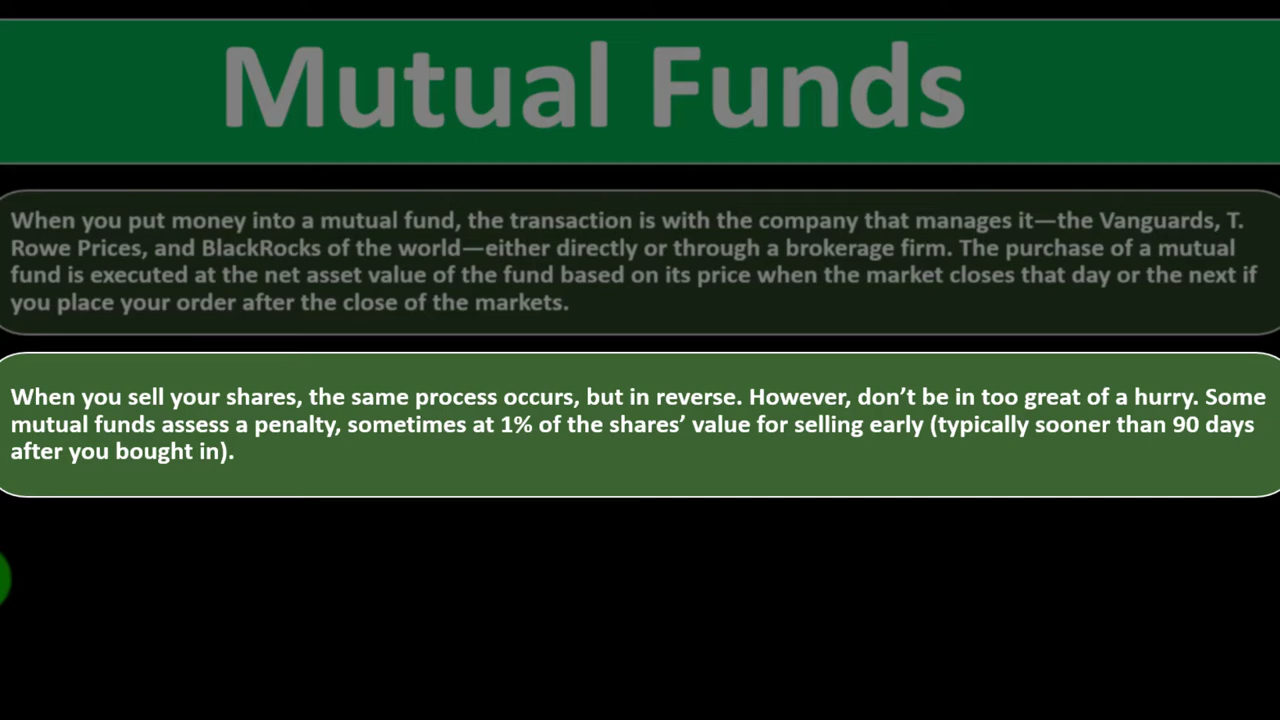 Mutual Funds
When you put money into a mutual fund, the transaction is with the company that manages it—the Vanguards, T.
Rowe Prices, and BlackRocks of the world—either directly or through a brokerage firm. The purchase of a mutual
fund is executed at the net asset value of the fund based on its price when the market closes that day or the next if
you place your order after the close of the markets.
When you sell your shares, the same process occurs, but in reverse. However, don’t be in too great of a hurry. Some
mutual funds assess a penalty, sometimes at 1% of the shares’ value for selling early (typically sooner than 90 days
after you bought in).